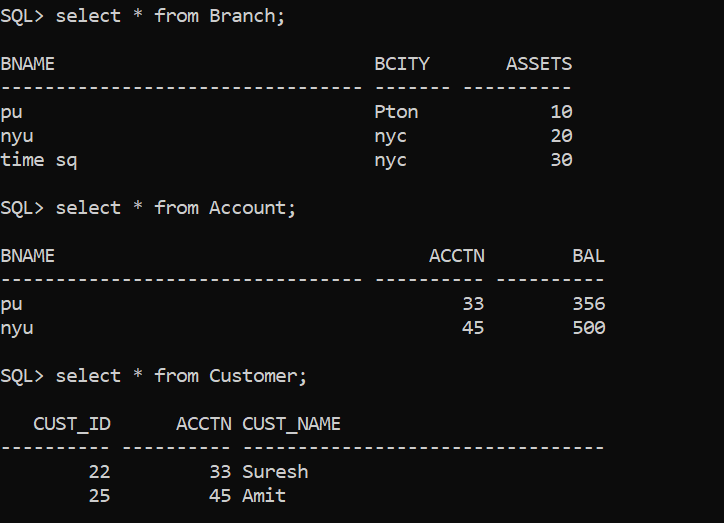 SQL> select * from Branch;
BNAME                            BCITY       ASSETS
--------------------------------- ------- ----------
pu                                Pton            10
nyu                               nyc             20
time sq                           nyc             30
SQL> select * from Account;
BNAME                                  ACCTN        BAL
--------------------------------- ---------- ----------
pu                                        33        356
nyu                                       45        500
SQL> select * from Customer;
   CUST_ID      ACCTN CUST_NAME
---------- ---------- ---------------------------------
        22         33 Suresh
        25         45 Amit